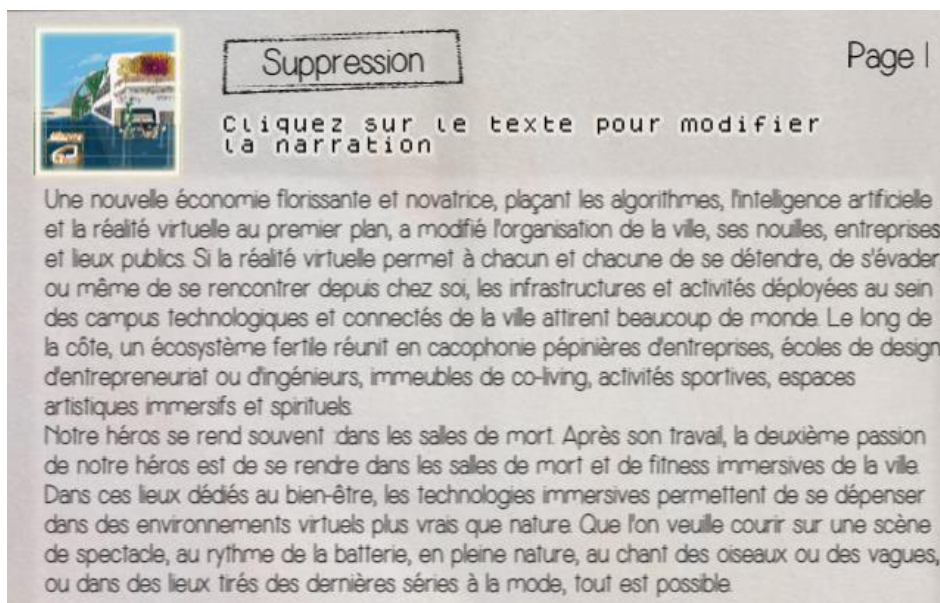 Suppression
Page 1
Cliquez sur le texte pour modifier
la narration
Une nouvelle économie florissante et novatrice, plaçant les algorithmes, l'intelligence artificielle
et la réalité virtuelle au premier plan, a modifié l'organisation de la ville, ses nouilles, entreprises
et lieux publics. Si la réalité virtuelle permet à chacun et chacune de se détendre, de s'évader
ou même de se rencontrer depuis chez soi, les infrastructures et activités déployées au sein
des campus technologiques et connectés de la ville attirent beaucoup de monde. Le long de
la côte, un écosystème fertile réunit en cacophonie pépinières d'entreprises, écoles de design
d'entrepreneuriat ou d'ingénieurs, immeubles de co-living, activités sportives, espaces
artistiques immersifs et spirituels.
Notre héros se rend souvent :dans les salles de mort. Après son travail, la deuxième passion
de notre héros est de se rendre dans les salles de mort et de fitness immersives de la ville.
Dans ces lieux dédiés au bien-être, les technologies immersives permettent de se dépenser
dans des environnements virtuels plus vrais que nature. Que l'on veuille courir sur une scène
de spectacle, au rythme de la batterie, en pleine nature, au chant des oiseaux ou des vagues,
ou dans des lieux tirés des dernières séries à la mode, tout est possible.